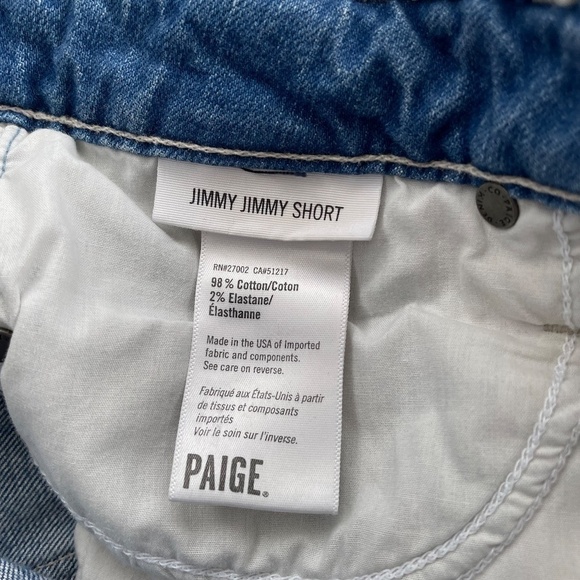 JIMMY JIMMY SHORT
RN#27002 CA#51217
98% Cotton/Coton
2% Elastane/
Élasthanne
Made in the USA of Imported
fabric and components.
See care on reverse.
Fabriqué aux États-Unis à partir
de tissus et composants
importés
Voir le soin sur l'inverse.
PAIGE®